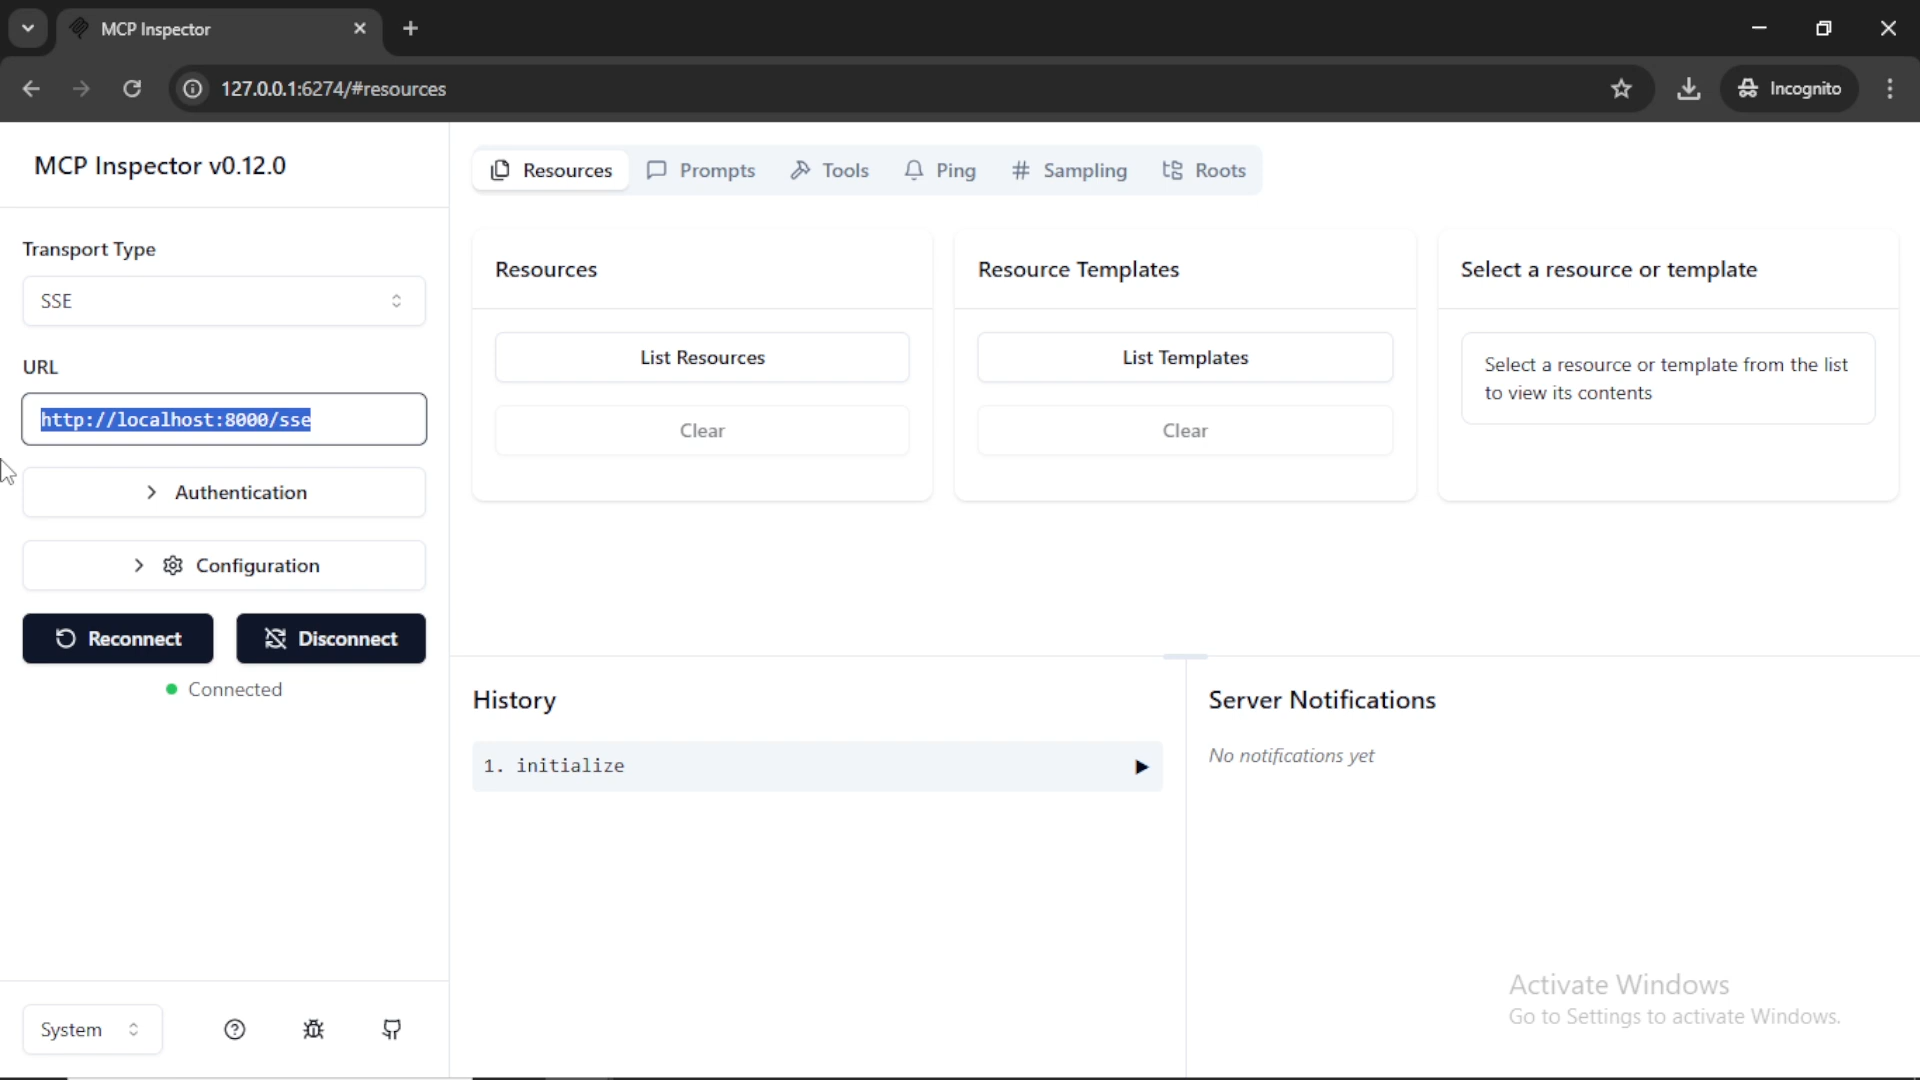 MCP Inspector
127.0.0.1:6274/#resources
Incognito
MCP Inspector v0.12.0
Transport Type
SSE
URL
http://localhost:8000/sse
Authentication
Configuration
Reconnect
Disconnect
Connected
System
Resources
Prompts
Tools
Ping
Sampling
Roots
Resources
List Resources
Clear
Resource Templates
List Templates
Clear
Select a resource or template
Select a resource or template from the list
to view its contents
History
1. initialize
Server Notifications
No notifications yet
Activate Windows
Go to Settings to activate Windows.